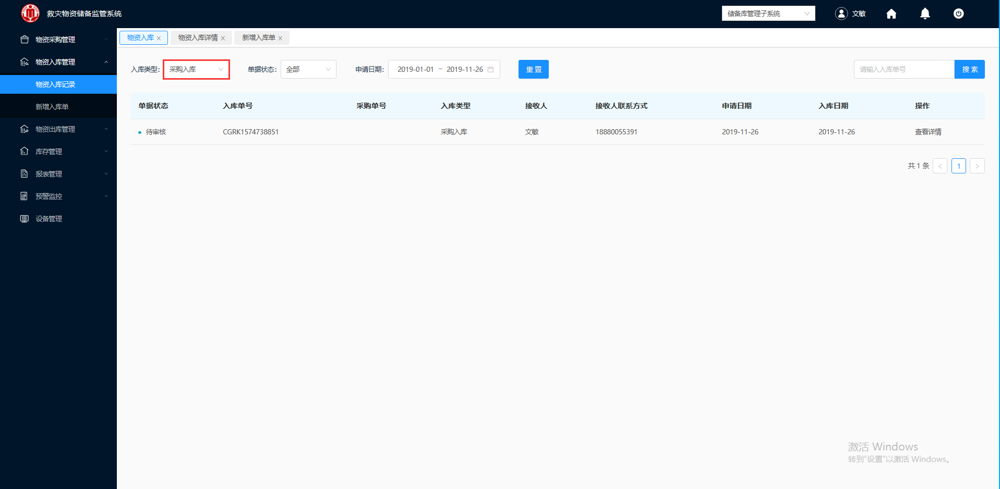 救灾物资储备监管系统
储备库管理子系统
文敏
物资采购管理
物资入库管理
物资入库记录
新增入库单
物资出库管理
库存管理
报表管理
预警监控
设备管理
物资入库 物资入库详情 新增入库单
入库类型: 采购入库 单据状态: 全部 申请日期: 2019-01-01 ~ 2019-11-26 重置 请输入入库单号 搜索
单据状态 入库单号 采购单号 入库类型 接收人 接收人联系方式 申请日期 入库日期 操作
待审核 CGRK1574738851 采购入库 文敏 18880055391 2019-11-26 2019-11-26 查看详情
共 1 条 < 1 >
激活 Windows
转到“设置”以激活 Windows。